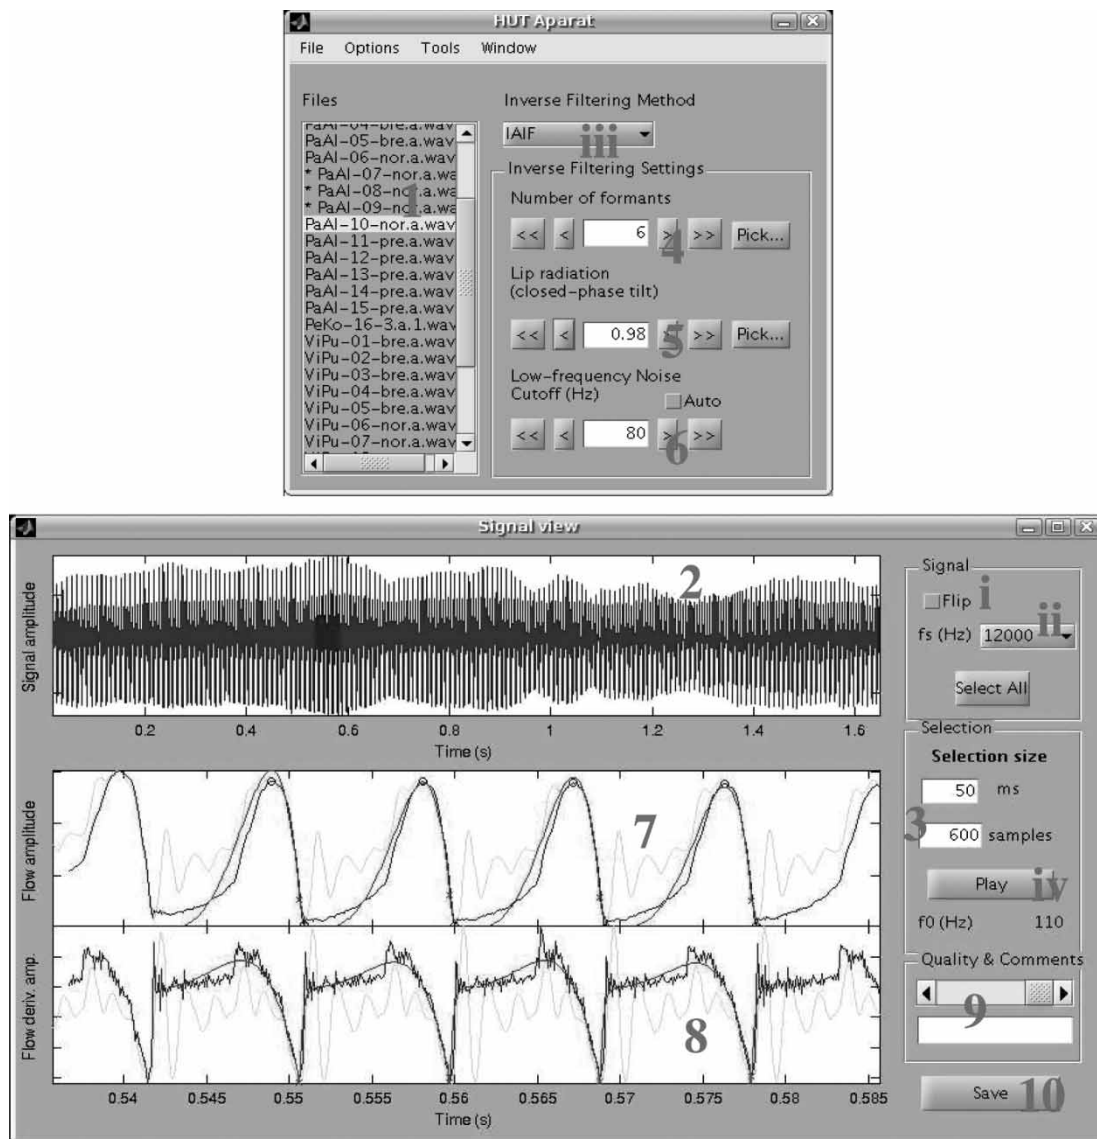 HUT Aparat
File Options Tools Window
Files
PaAl-04-bre.a.wav
PaAl-05-bre.a.wav
PaAl-06-nor.a.wav
* PaAl-07-nor.a.wa
* PaAl-08-nor.a.wa
* PaAl-09-nor.a.wa
1
PaAl-10-nor.a.wav
PaAl-11-pre.a.wav
PaAl-12-pre.a.wav
PaAl-13-pre.a.wav
PaAl-14-pre.a.wav
PaAl-15-pre.a.wav
PeKo-16-3.a.1.wav
ViPu-01-bre.a.wav
ViPu-02-bre.a.wav
ViPu-03-bre.a.wav
ViPu-04-bre.a.wav
ViPu-05-bre.a.wav
ViPu-06-nor.a.wav
ViPu-07-nor.a.wav
Inverse Filtering Method
IAIF iii
Inverse Filtering Settings
Number of formants
<< < 6 > >> Pick...
4
Lip radiation
(closed-phase tilt)
<< < 0.98 > >> Pick...
5
Low-frequency Noise
Cutoff (Hz)
Auto
<< < 80 > >>
6
Signal view
Signal amplitude
2
0.2 0.4 0.6 0.8 1 1.2 1.4 1.6
Time (s)
Flow amplitude
7
Flow deriv. amp.
8
0.54 0.545 0.55 0.555 0.56 0.565 0.57 0.575 0.58 0.585
Time (s)
Signal
Flip i
fs (Hz) 12000 ii
Select All
Selection
Selection size
50 ms
3 600 samples
Play iv
f0 (Hz) 110
Quality & Comments
9
Save 10